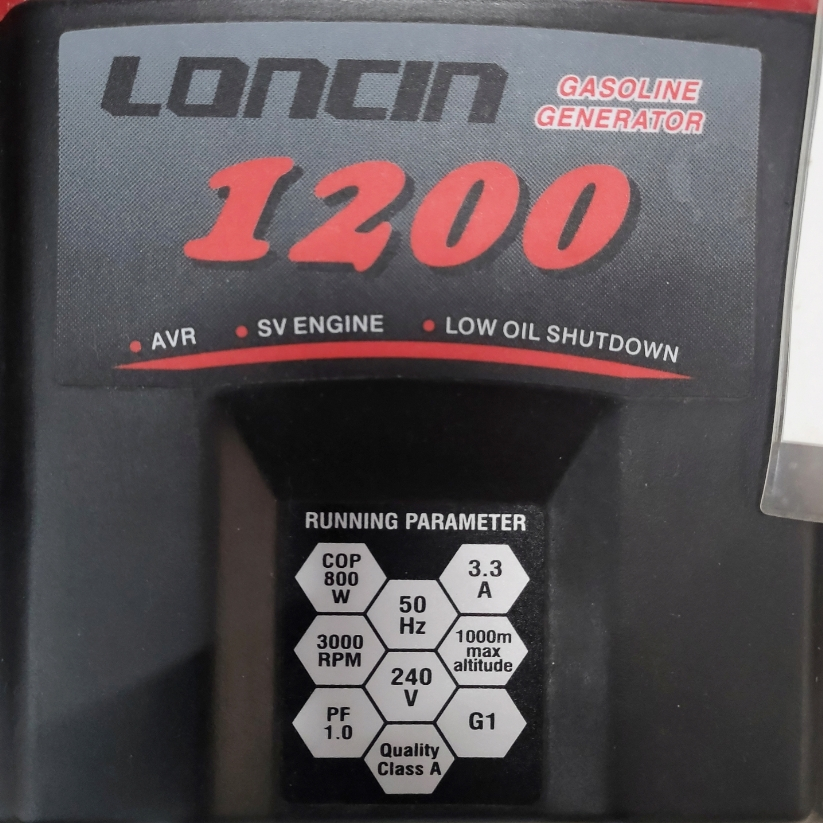 LONCIN
GASOLINE
GENERATOR
1200
• AVR • SV ENGINE • LOW OIL SHUTDOWN
RUNNING PARAMETER
COP
800
W
3.3
A
50
Hz
3000
RPM
1000m
max
altitude
240
V
PF
1.0
G1
Quality
Class A